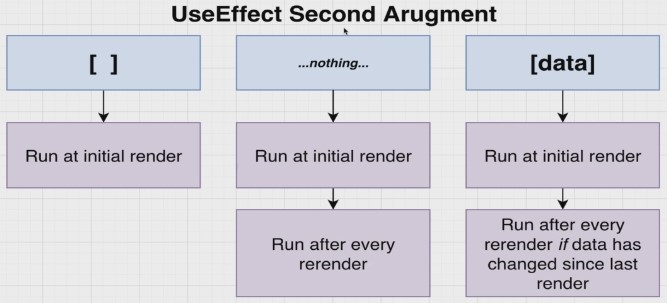 UseEffect Second Arugment
[ ]
...nothing...
[data]
Run at initial render
Run at initial render
Run at initial render
Run after every
rerender
Run after every
rerender if data has
changed since last
render